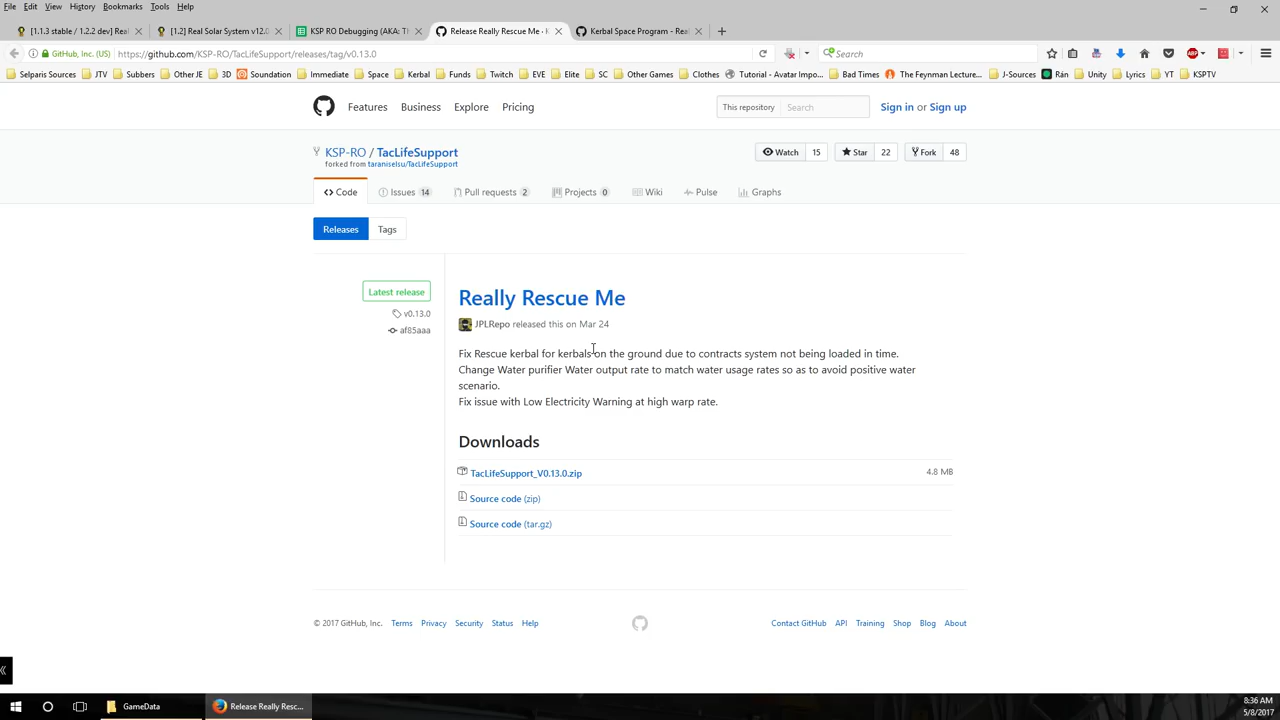 File Edit View History Bookmarks Tools Help
[1.1.3 stable / 1.2.2 dev] Real
[1.2] Real Solar System v12.0
KSP RO Debugging (AKA: Th
Release Really Rescue Me ·
Kerbal Space Program - Rea
GitHub, Inc. (US) https://github.com/KSP-RO/TacLifeSupport/releases/tag/v0.13.0
Search
Selparis Sources JTV Subbers Other JE 3D Soundation Immediate Space Kerbal Funds Twitch EVE Elite SC Other Games Clothes Tutorial - Avatar Impo... Bad Times The Feynman Lecture... J-Sources Rán Unity Lyrics YT KSPTV
Features Business Explore Pricing
This repository Search
Sign in or Sign up
KSP-RO / TacLifeSupport
forked from taraniselsu/TacLifeSupport
Watch 15 Star 22 Fork 48
Code Issues 14 Pull requests 2 Projects 0 Wiki Pulse Graphs
Releases Tags
Latest release
v0.13.0
af85aaa
Really Rescue Me
JPLRepo released this on Mar 24
Fix Rescue kerbal for kerbals on the ground due to contracts system not being loaded in time.
Change Water purifier Water output rate to match water usage rates so as to avoid positive water
scenario.
Fix issue with Low Electricity Warning at high warp rate.
Downloads
TacLifeSupport_V0.13.0.zip 4.8 MB
Source code (zip)
Source code (tar.gz)
© 2017 GitHub, Inc. Terms Privacy Security Status Help
Contact GitHub API Training Shop Blog About
GameData
Release Really Resc...
8:36 AM
5/8/2017